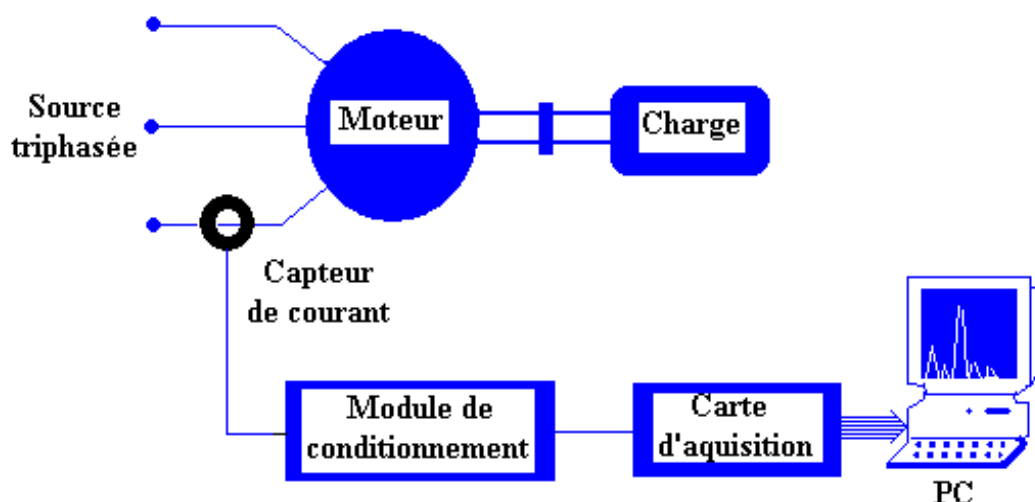 Source
triphasée
Moteur
Charge
Capteur
de courant
Module de
conditionnement
Carte
d'aquisition
PC